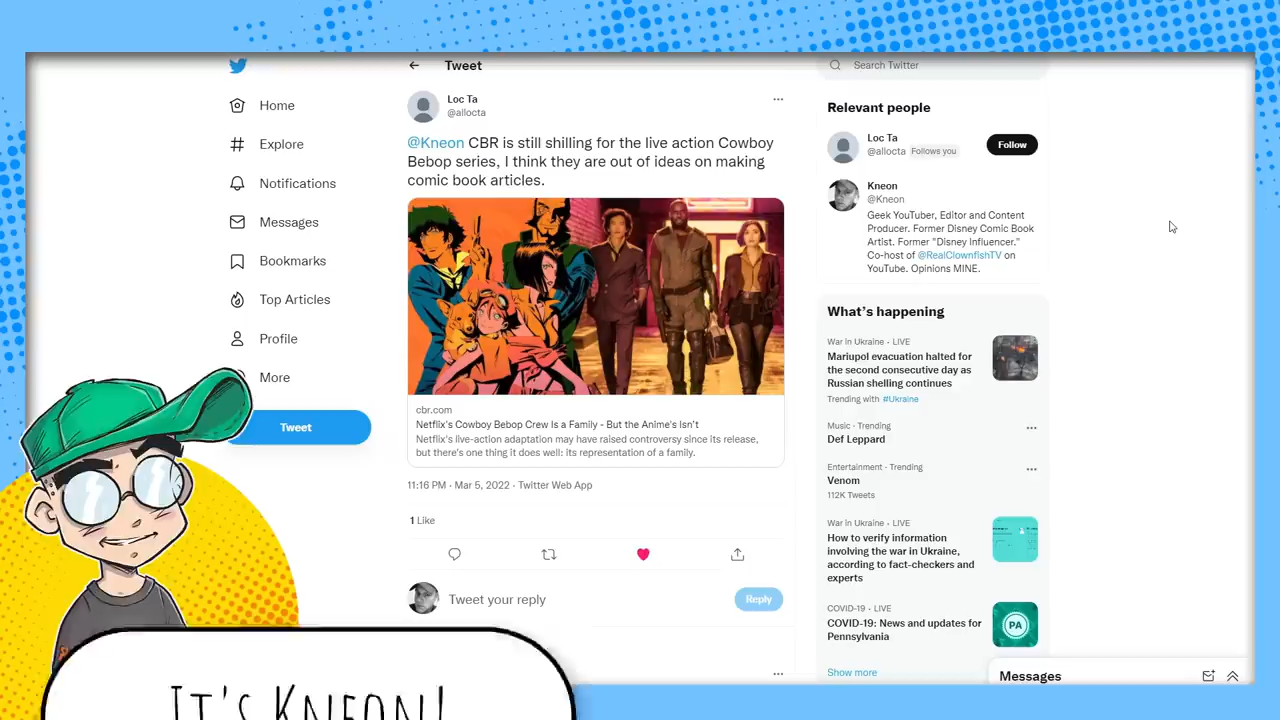 Home
Explore
Notifications
Messages
Bookmarks
Top Articles
Profile
More
Tweet
Tweet
Loc Ta
@allocta
@Kneon CBR is still shilling for the live action Cowboy
Bebop series, I think they are out of ideas on making
comic book articles.
cbr.com
Netflix's Cowboy Bebop Crew Is a Family - But the Anime's Isn't
Netflix's live-action adaptation may have raised controversy since its release,
but there's one thing it does well: its representation of a family.
11:16 PM · Mar 5, 2022 · Twitter Web App
1 Like
Tweet your reply
Reply
Search Twitter
Relevant people
Loc Ta
@allocta Follows you
Follow
Kneon
@Kneon
Geek YouTuber, Editor and Content
Producer. Former Disney Comic Book
Artist. Former "Disney Influencer."
Co-host of @RealClownfishTV on
YouTube. Opinions MINE.
What's happening
War in Ukraine · LIVE
Mariupol evacuation halted for
the second consecutive day as
Russian shelling continues
Trending with #Ukraine
Music · Trending
Def Leppard
Entertainment · Trending
Venom
112K Tweets
War in Ukraine · LIVE
How to verify information
involving the war in Ukraine,
according to fact-checkers and
experts
COVID-19 · LIVE
COVID-19: News and updates for
Pennsylvania
PA
Show more
Messages
IT'S KNEON!